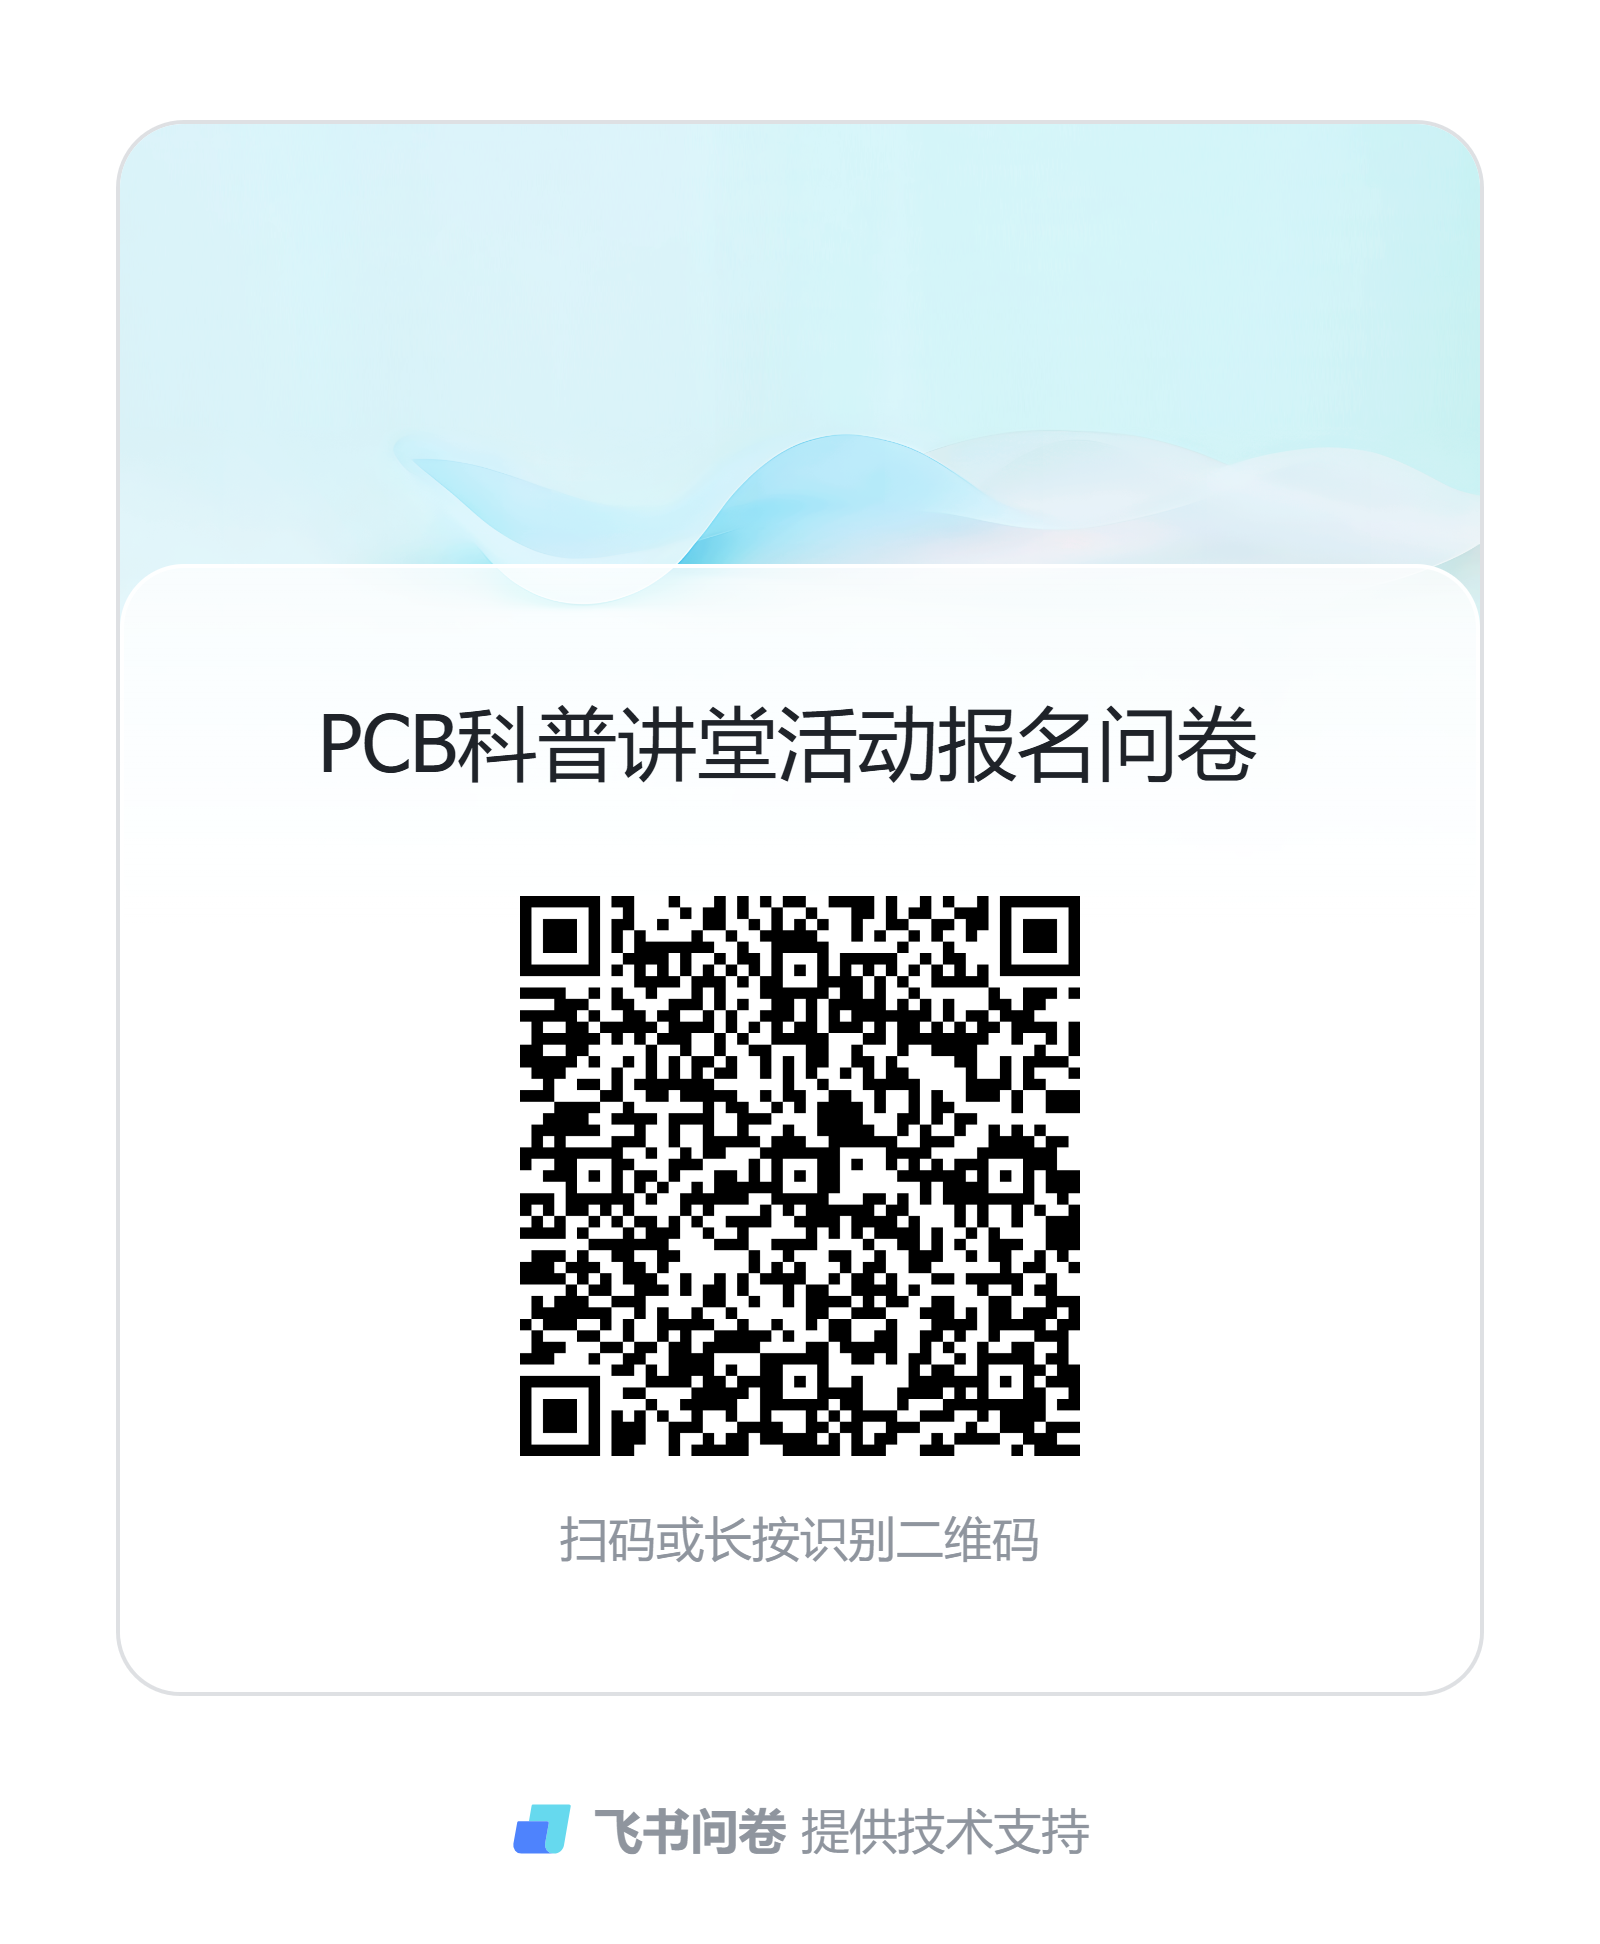 PCB科普讲堂活动报名问卷
扫码或长按识别二维码
飞书问卷 提供技术支持